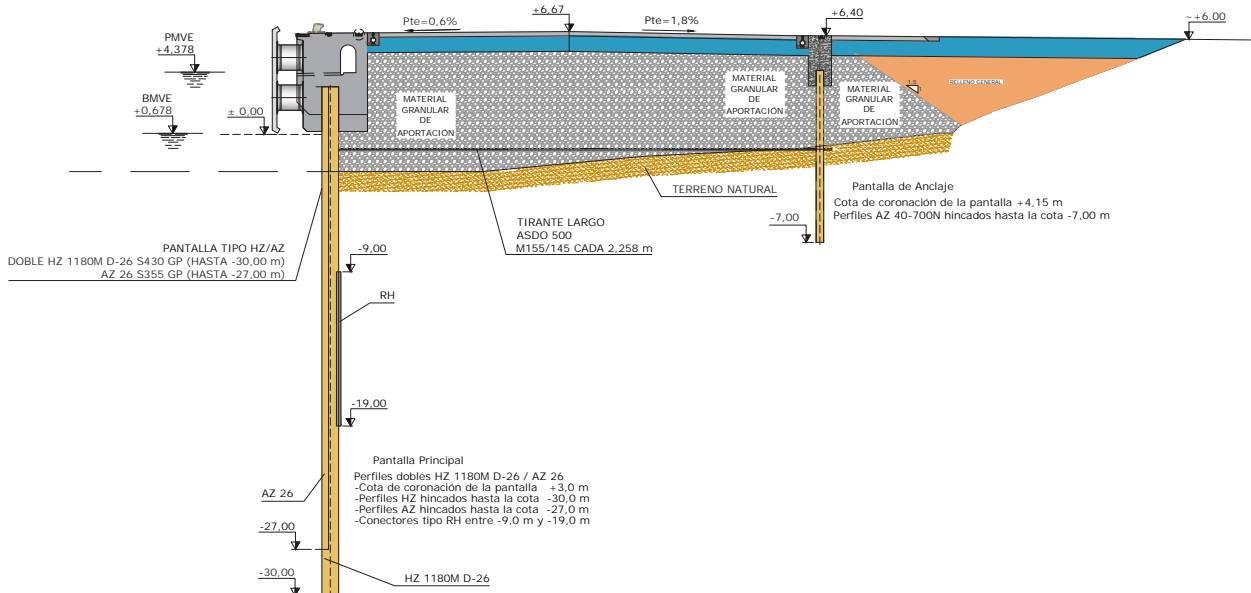 +6,67
Pte=0,6%
Pte=1,8%
+6,40
~+6.00
PMVE
+4,378
BMVE
+0,678
± 0,00
MATERIAL
GRANULAR
DE
APORTACIÓN
MATERIAL
GRANULAR
DE
APORTACIÓN
MATERIAL
GRANULAR
DE
APORTACIÓN
1,5
RELLENO GENERAL
TERRENO NATURAL
Pantalla de Anclaje
Cota de coronación de la pantalla +4,15 m
Perfiles AZ 40-700N hincados hasta la cota -7,00 m
-7,00
TIRANTE LARGO
ASDO 500
M155/145 CADA 2,258 m
PANTALLA TIPO HZ/AZ
DOBLE HZ 1180M D-26 S430 GP (HASTA -30,00 m)
AZ 26 S355 GP (HASTA -27,00 m)
-9,00
RH
-19,00
Pantalla Principal
Perfiles dobles HZ 1180M D-26 / AZ 26
-Cota de coronación de la pantalla +3,0 m
-Perfiles HZ hincados hasta la cota -30,0 m
-Perfiles AZ hincados hasta la cota -27,0 m
-Conectores tipo RH entre -9,0 m y -19,0 m
AZ 26
-27,00
-30,00
HZ 1180M D-26